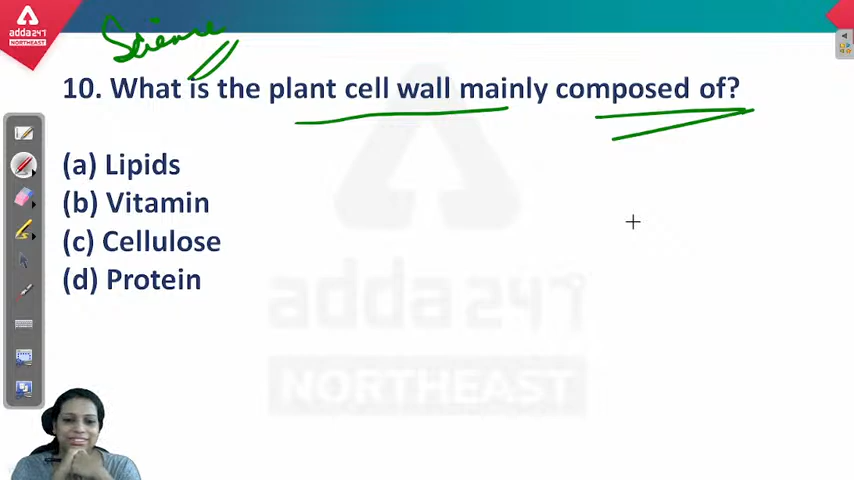 adda247
NORTHEAST
Science
10. What is the plant cell wall mainly composed of?
(a) Lipids
(b) Vitamin
(c) Cellulose
(d) Protein
adda247
NORTHEAST